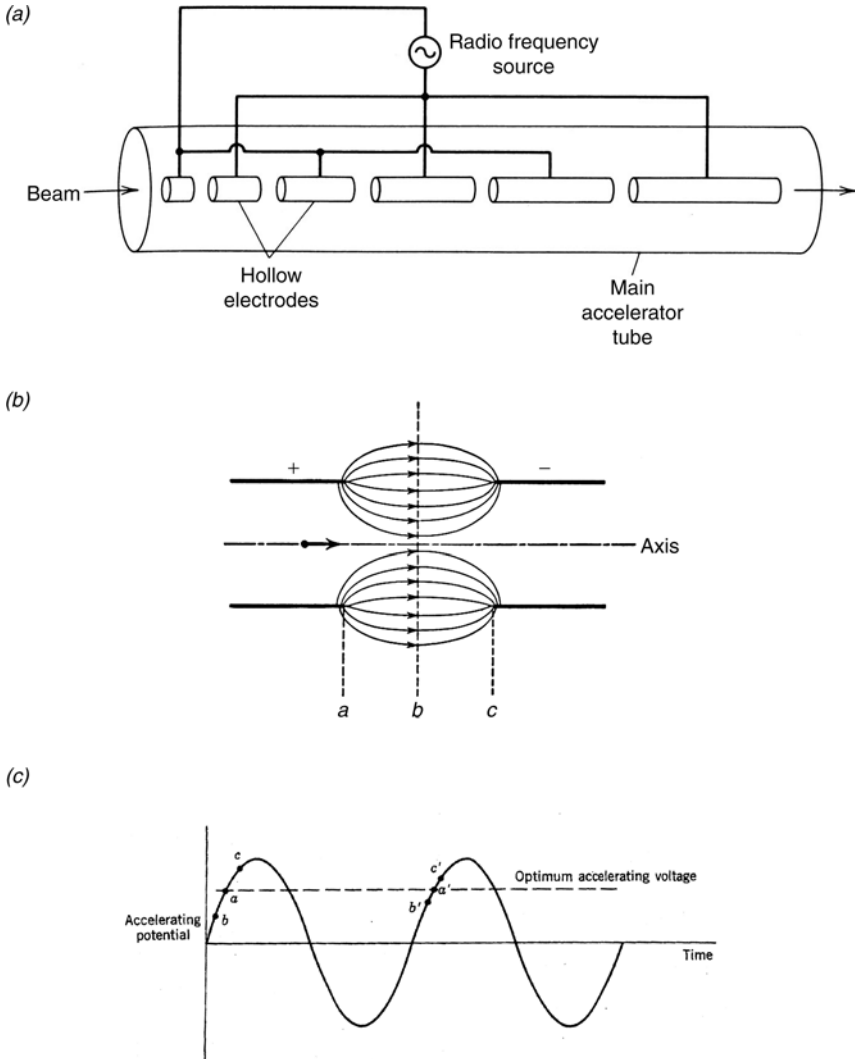 (a)
Radio frequency
source
Beam
Hollow
electrodes
Main
accelerator
tube
(b)
+
−
Axis
a
b
c
(c)
c
a
b
c'
a'
b'
Optimum accelerating voltage
Accelerating
potential
Time